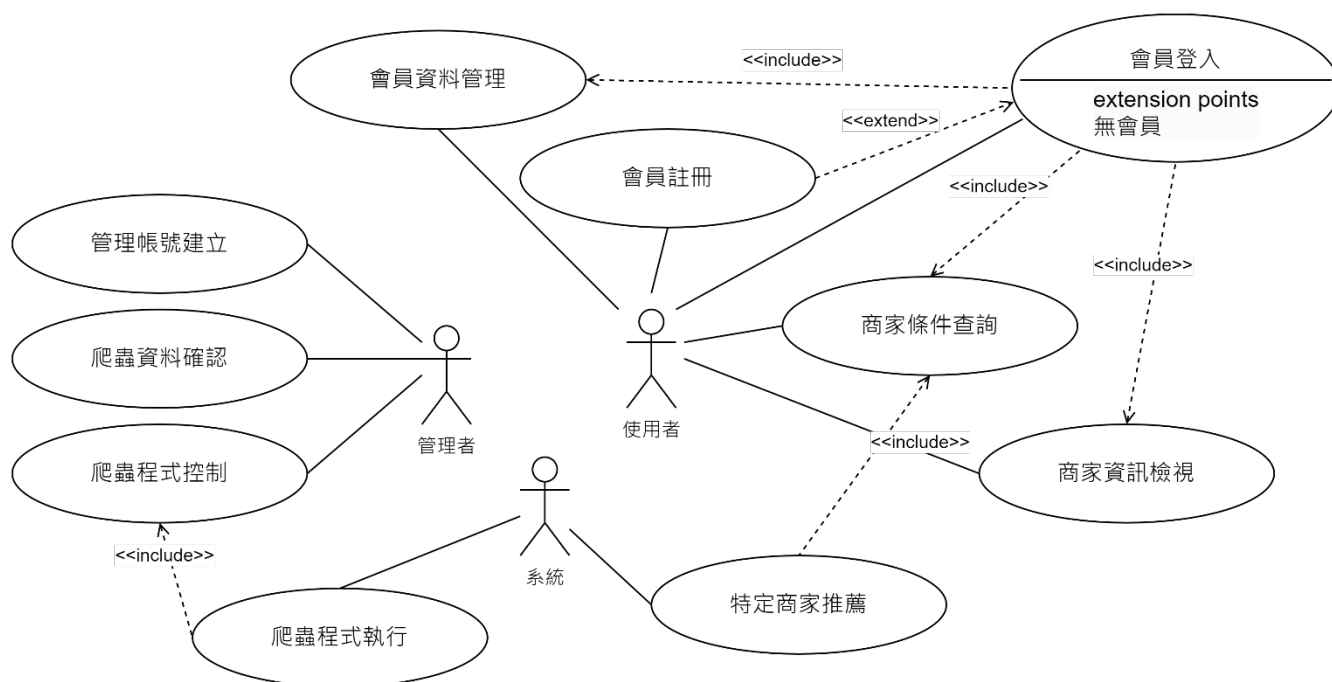 會員資料管理
<<include>>
會員登入
extension points
無會員
<<extend>>
會員註冊
<<include>>
管理帳號建立
<<include>>
商家條件查詢
爬蟲資料確認
使用者
管理者
<<include>>
爬蟲程式控制
商家資訊檢視
<<include>>
系統
特定商家推薦
爬蟲程式執行